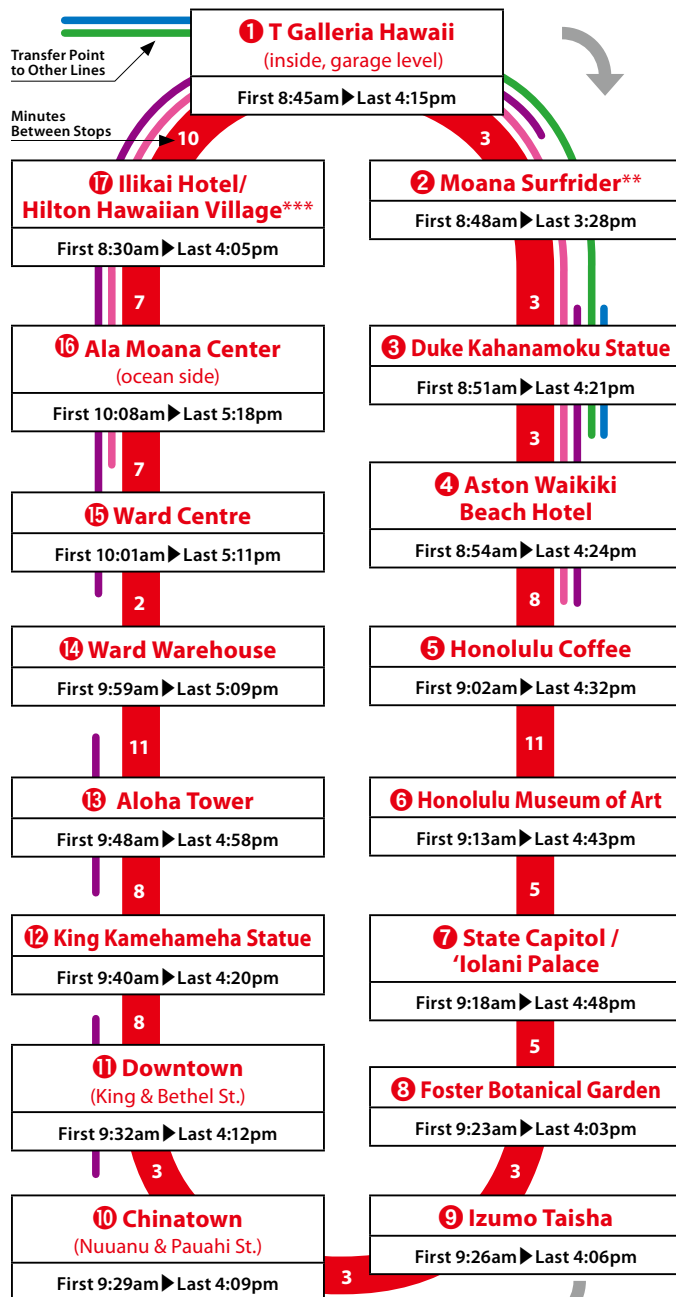 ❶ T Galleria Hawaii
(inside, garage level)
First 8:45am▶Last 4:15pm
Transfer Point
to Other Lines
Minutes
Between Stops
10
3
⓱ Ilikai Hotel/
Hilton Hawaiian Village***
First 8:30am▶Last 4:05pm
❷ Moana Surfrider**
First 8:48am▶Last 3:28pm
7
3
⓰ Ala Moana Center
(ocean side)
First 10:08am▶Last 5:18pm
❸ Duke Kahanamoku Statue
First 8:51am▶Last 4:21pm
7
3
⓯ Ward Centre
First 10:01am▶Last 5:11pm
❹ Aston Waikiki
Beach Hotel
First 8:54am▶Last 4:24pm
2
8
⓮ Ward Warehouse
First 9:59am▶Last 5:09pm
❺ Honolulu Coffee
First 9:02am▶Last 4:32pm
11
11
⓭ Aloha Tower
First 9:48am▶Last 4:58pm
❻ Honolulu Museum of Art
First 9:13am▶Last 4:43pm
8
5
⓬ King Kamehameha Statue
First 9:40am▶Last 4:20pm
❼ State Capitol /
‘Iolani Palace
First 9:18am▶Last 4:48pm
8
5
⓫ Downtown
(King & Bethel St.)
First 9:32am▶Last 4:12pm
❽ Foster Botanical Garden
First 9:23am▶Last 4:03pm
3
3
❿ Chinatown
(Nuuanu & Pauahi St.)
First 9:29am▶Last 4:09pm
❾ Izumo Taisha
First 9:26am▶Last 4:06pm
3